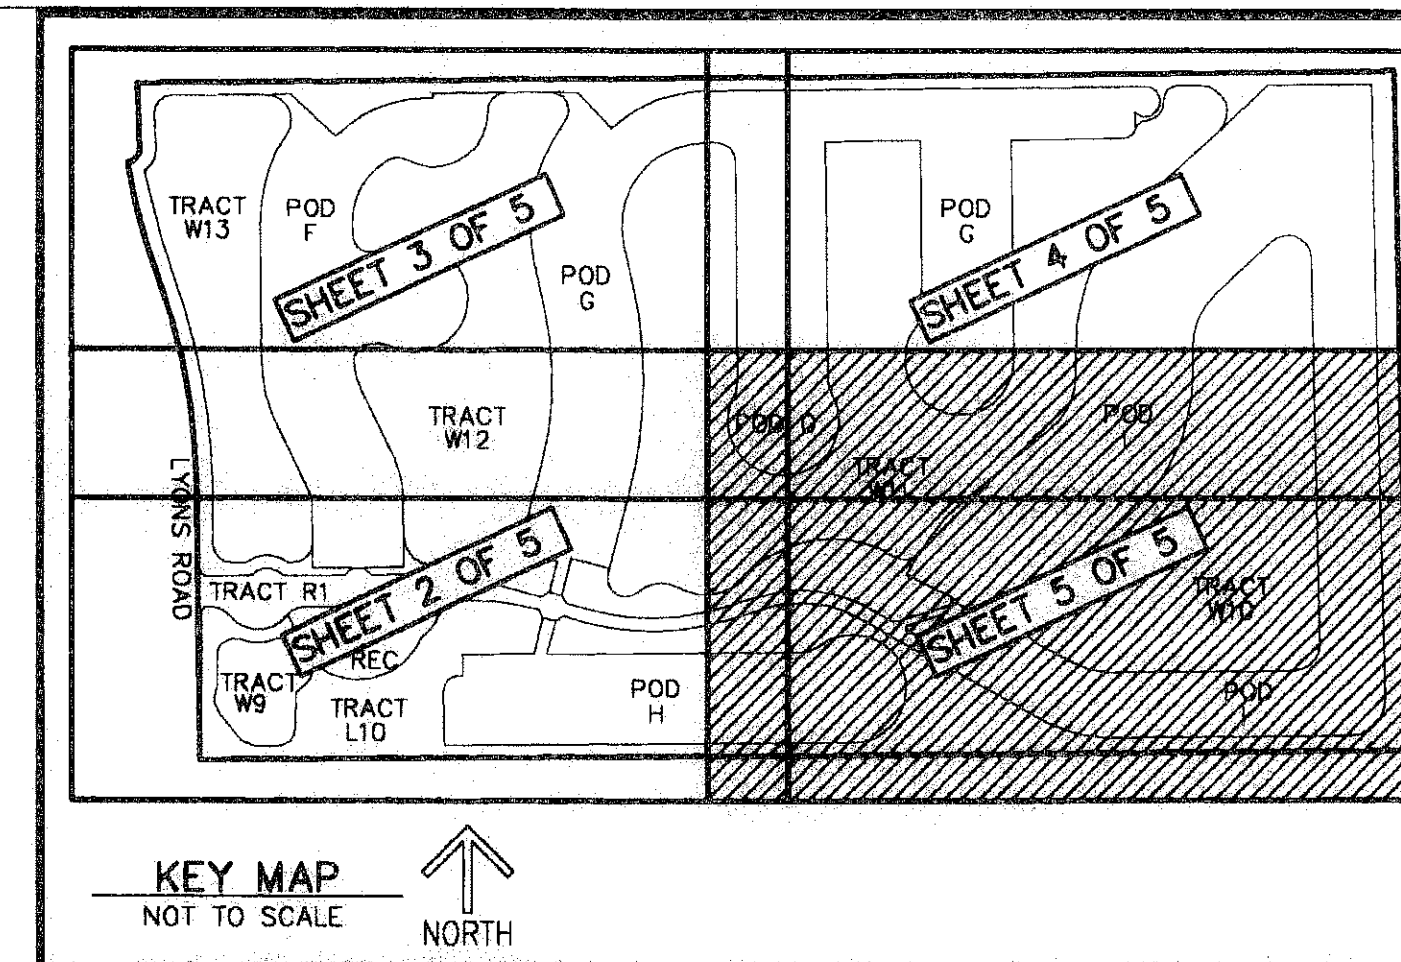 TRACT
W13
POD
F
SHEET 3 OF 5
POD
G
POD
G
SHEET 4 OF 5
TRACT
W12
POD
POD
I
TRACT
LYONS ROAD
SHEET 2 OF 5
TRACT R1
SHEET 5 OF 5
TRACT
W10
REC
TRACT
W9
TRACT
L10
POD
H
POD
I
KEY MAP
NOT TO SCALE
NORTH